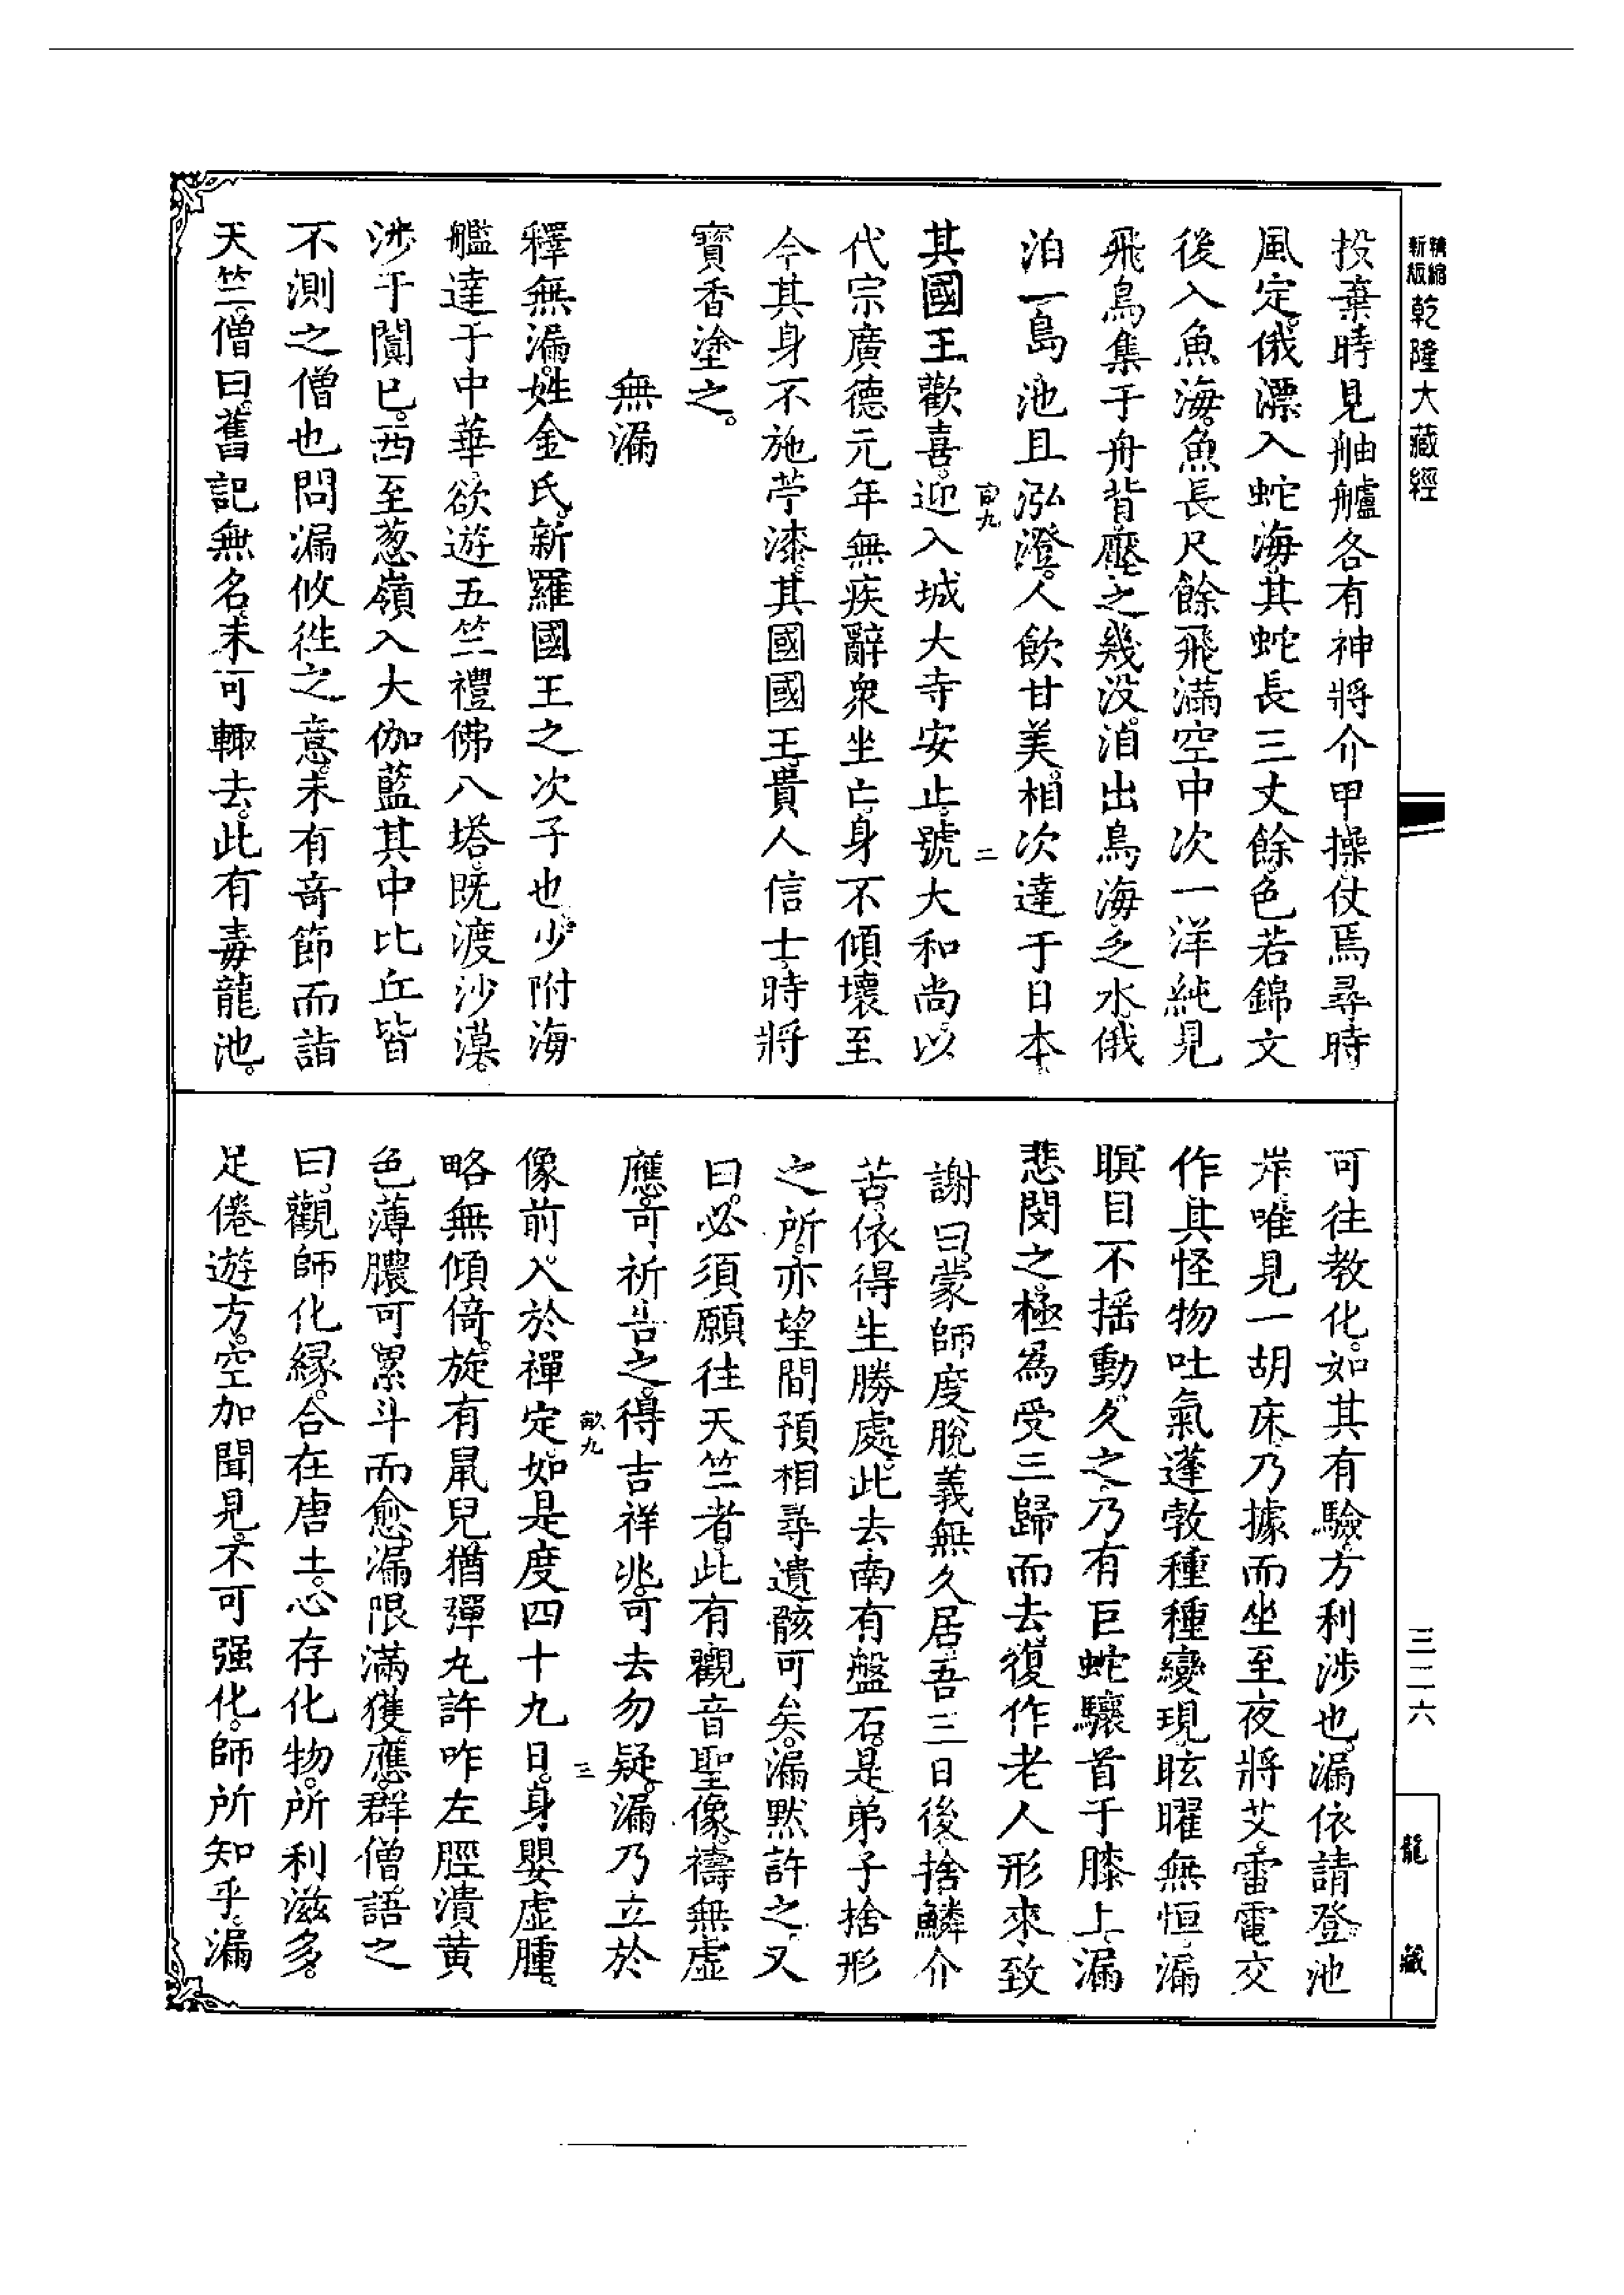 精縮新版乾隆大藏經
投棄時見舳艫各有神將介甲操仗焉尋時
風定俄漂入蛇海其蛇長三丈餘色若錦文
後入魚海魚長尺餘飛滿空中次一洋純見
飛鳥集于舟背壓之幾没洎出鳥海乏水俄
泊一島池且泓澄人飲甘美相次達于日本
二
其國王歡喜迎入城大寺安止號大和尚以
代宗廣德元年無疾辭衆坐亡身不傾壞至
今其身不施苧漆其國國王貴人信士時將
寶香塗之
無漏
釋無漏姓金氏新羅國王之次子也少附海
艦達于中華欲遊五竺禮佛八塔既渡沙漠
涉于闐已西至葱嶺入大伽藍其中比丘皆
不測之僧也問漏攸徃之意未有奇節而詣
天竺僧曰舊記無名未可輒去此有毒龍池
可往教化如其有驗方利涉也漏依請登池
岸唯見一胡床乃據而坐至夜將艾雷電交
作其怪物吐氣蓬勃種種變現眩曜無恒漏
瞑目不摇動久之乃有巨蛇驤首于膝上漏
悲閔之極為受三歸而去復作老人形來致
謝曰蒙師度脫義無久居吾三日後捨鱗介
苦依得生勝處此去南有盤石是弟子捨形
之所亦望間預相尋遺骸可矣漏默許之又
曰必須願往天竺者此有觀音聖像禱無虚
應可祈告之得吉祥兆可去勿疑漏乃立於
畝九
三
像前入於禪定如是度四十九日身嬰虚腫
略無傾倚旋有鼠兒猶彈丸許咋左脛潰黄
色薄膿可累斗而愈漏限滿獲應群僧語之
曰觀師化縁合在唐土心存化物所利滋多
足倦遊方空加聞見不可强化師所知乎漏
三二六
龍藏